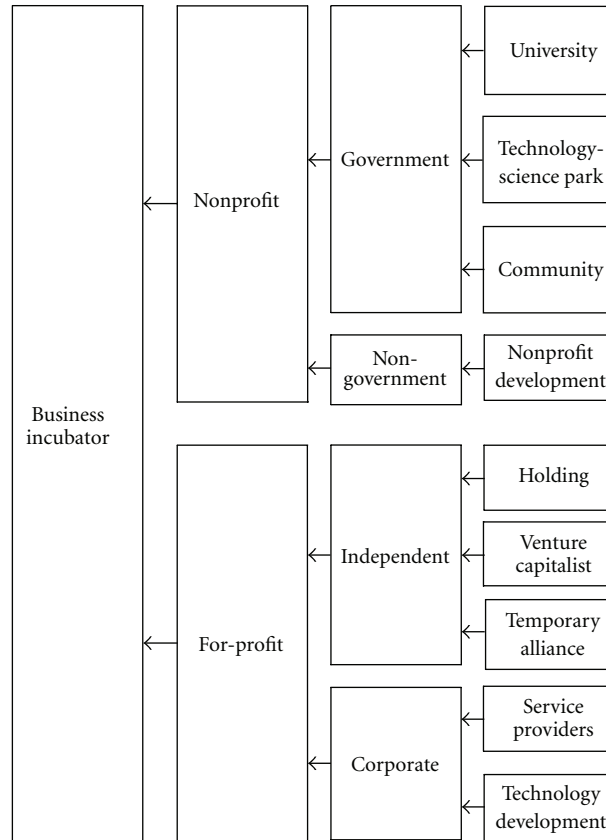 University
Technology-
science park
Government
Nonprofit
Community
Non-
government
Nonprofit
development
Business
incubator
Holding
Venture
capitalist
Independent
Temporary
alliance
For-profit
Service
providers
Corporate
Technology
development